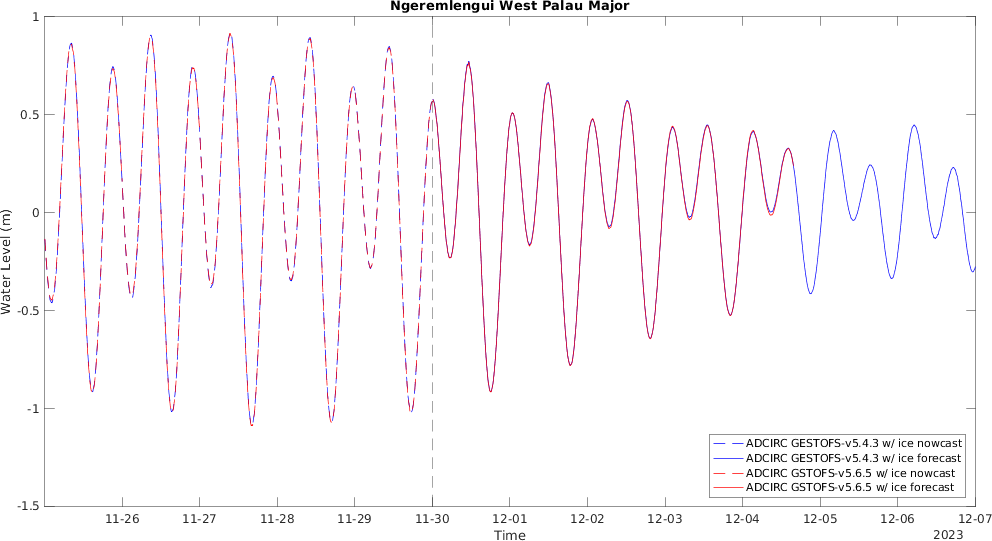 Ngeremlengui West Palau Major
Water Level (m)
1
0.5
0
-0.5
-1
-1.5
11-26
11-27
11-28
11-29
11-30
12-01
12-02
12-03
12-04
12-05
12-06
12-07
Time
2023
ADCIRC GESTOFS-v5.4.3 w/ ice nowcast
ADCIRC GESTOFS-v5.4.3 w/ ice forecast
ADCIRC GSTOFS-v5.6.5 w/ ice nowcast
ADCIRC GSTOFS-v5.6.5 w/ ice forecast